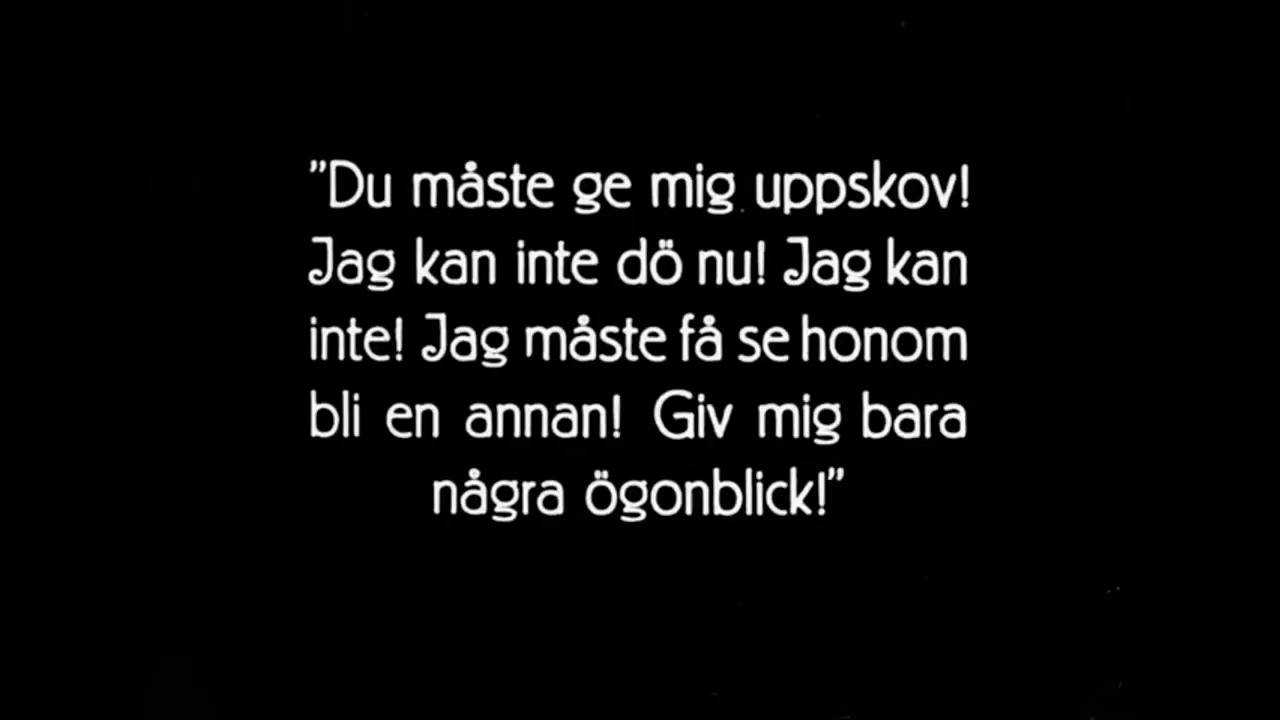 ”Du måste ge mig uppskov!
Jag kan inte dö nu! Jag kan
inte! Jag måste få se honom
bli en annan! Giv mig bara
några ögonblick!”